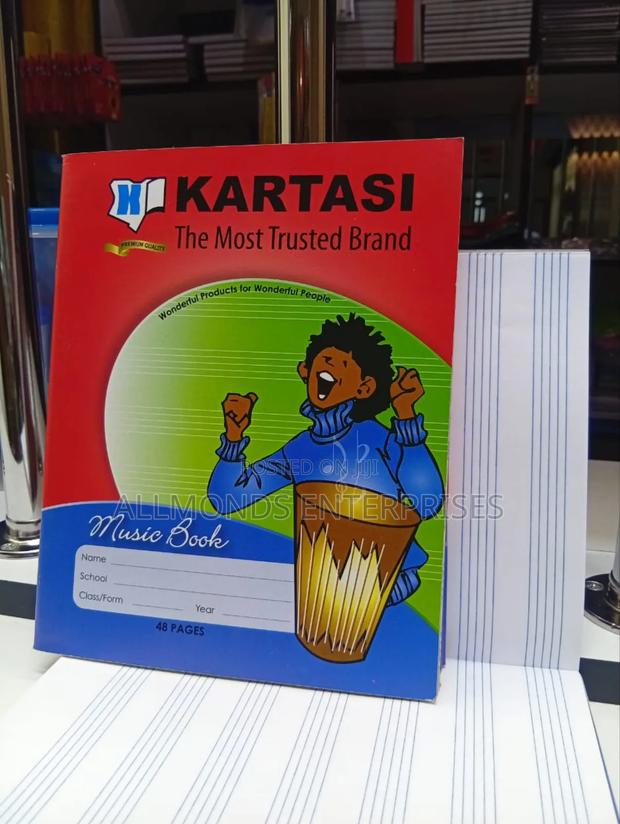 KARTASI
The Most Trusted Brand
PREMIUM QUALITY
Wonderful Products for Wonderful People
POSTED ON JIJI
ALLMONDS ENTERPRISES
Music Book
Name
School
Class/Form
Year
48 PAGES